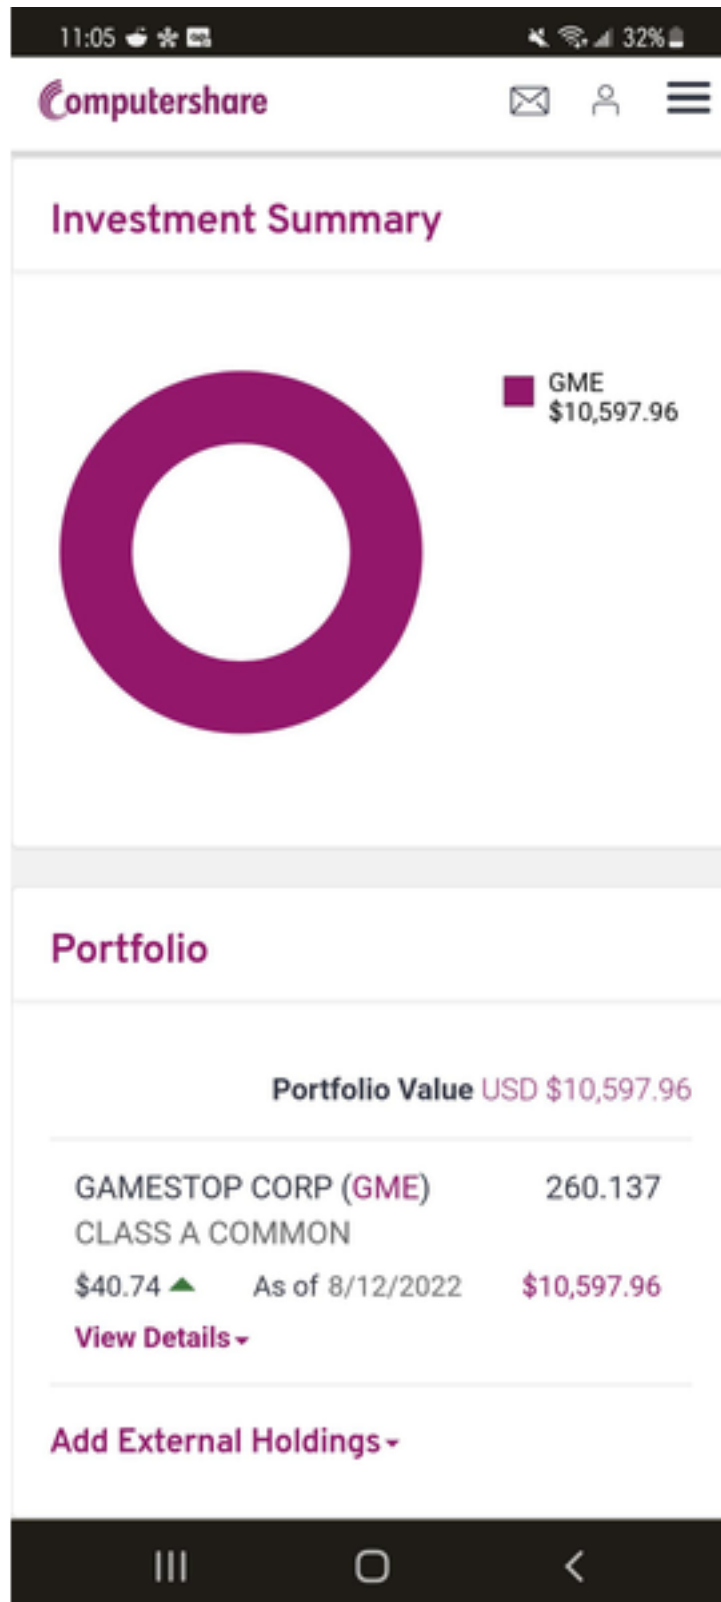 11:05 32%
Computershare
Investment Summary
GME
$10,597.96
Portfolio
Portfolio Value USD $10,597.96
GAMESTOP CORP (GME) 260.137
CLASS A COMMON
$40.74 As of 8/12/2022 $10,597.96
View Details
Add External Holdings